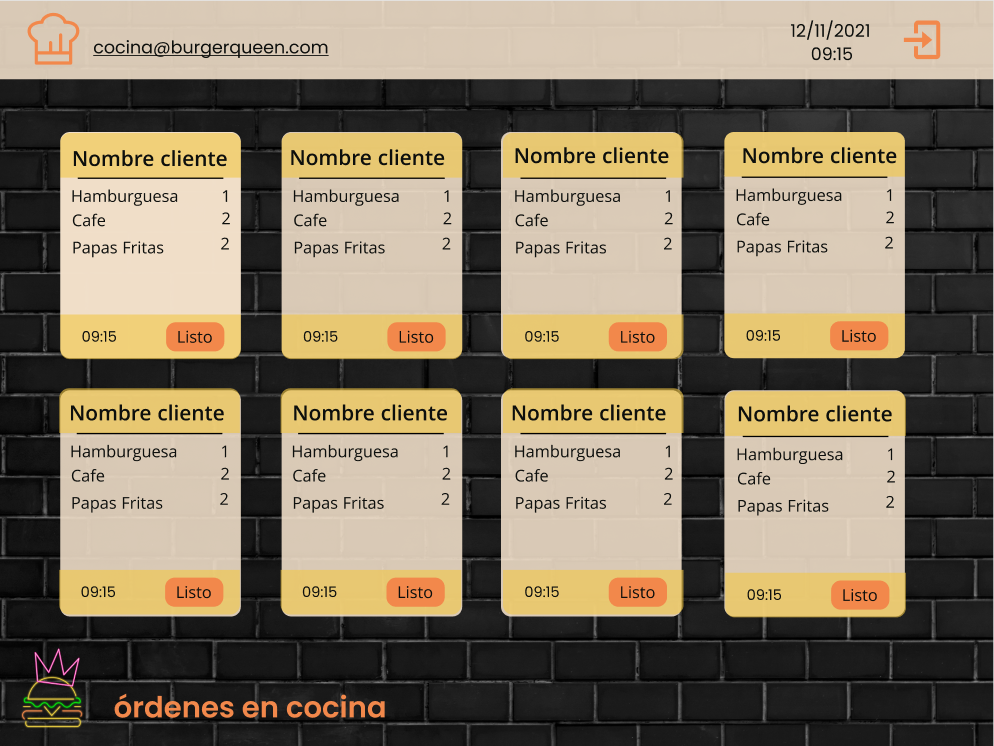 cocina@burgerqueen.com
12/11/2021
09:15
Nombre cliente
Hamburguesa 1
Cafe 2
Papas Fritas 2
09:15 Listo
Nombre cliente
Hamburguesa 1
Cafe 2
Papas Fritas 2
09:15 Listo
Nombre cliente
Hamburguesa 1
Cafe 2
Papas Fritas 2
09:15 Listo
Nombre cliente
Hamburguesa 1
Cafe 2
Papas Fritas 2
09:15 Listo
Nombre cliente
Hamburguesa 1
Cafe 2
Papas Fritas 2
09:15 Listo
Nombre cliente
Hamburguesa 1
Cafe 2
Papas Fritas 2
09:15 Listo
Nombre cliente
Hamburguesa 1
Cafe 2
Papas Fritas 2
09:15 Listo
Nombre cliente
Hamburguesa 1
Cafe 2
Papas Fritas 2
09:15 Listo
órdenes en cocina